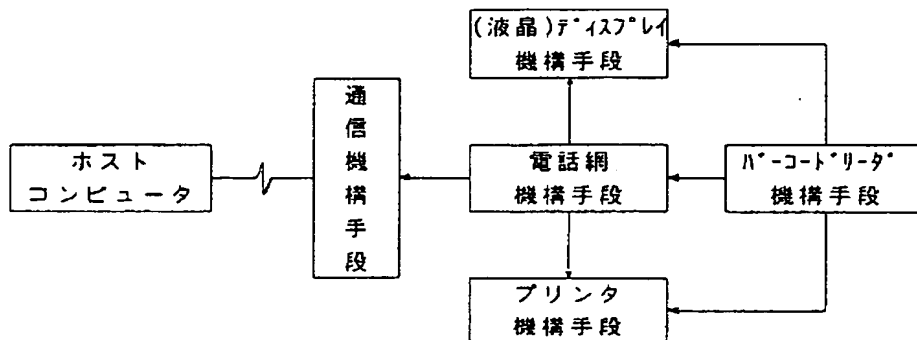 (液晶)ディスプレイ
機構手段
通
信
機
構
手
段
ホスト
コンピュータ
電話網
機構手段
バーコードリーダ
機構手段
プリンタ
機構手段